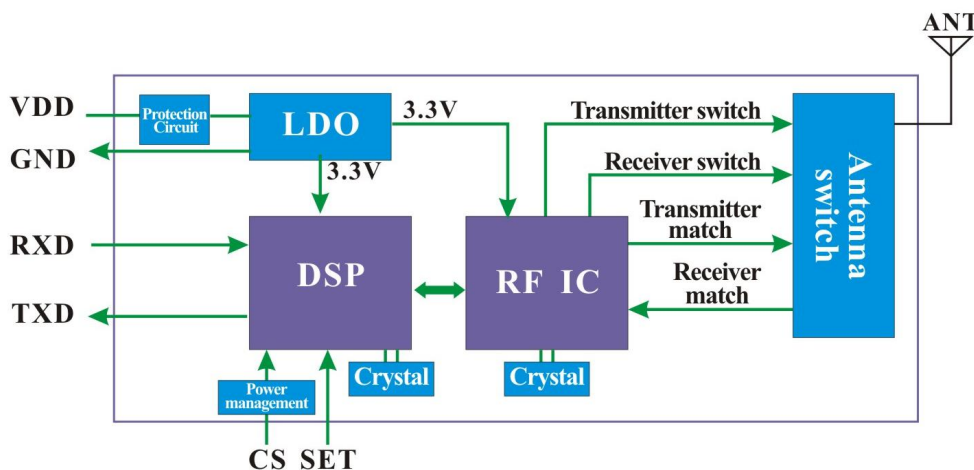 ANT
VDD
Protection
Circuit
LDO
3.3V
Transmitter switch
GND
3.3V
Receiver switch
Antenna
switch
Transmitter
match
RXD
DSP
RF IC
Receiver
match
TXD
Crystal
Crystal
Power
management
CS SET